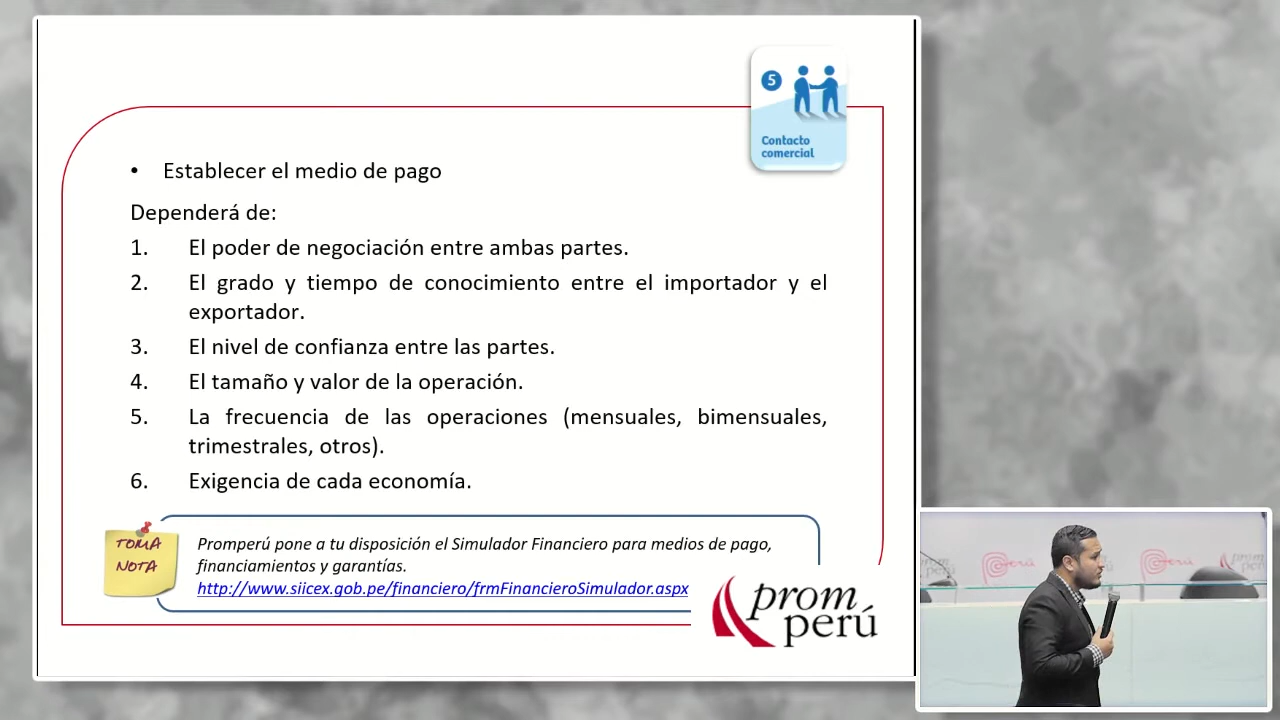 5
Contacto
comercial
• Establecer el medio de pago
Dependerá de:
1. El poder de negociación entre ambas partes.
2. El grado y tiempo de conocimiento entre el importador y el
exportador.
3. El nivel de confianza entre las partes.
4. El tamaño y valor de la operación.
5. La frecuencia de las operaciones (mensuales, bimensuales,
trimestrales, otros).
6. Exigencia de cada economía.
TOMA
NOTA
Promperú pone a tu disposición el Simulador Financiero para medios de pago,
financiamientos y garantías.
http://www.siicex.gob.pe/financiero/frmFinancieroSimulador.aspx
prom
perú
Perú
Perú